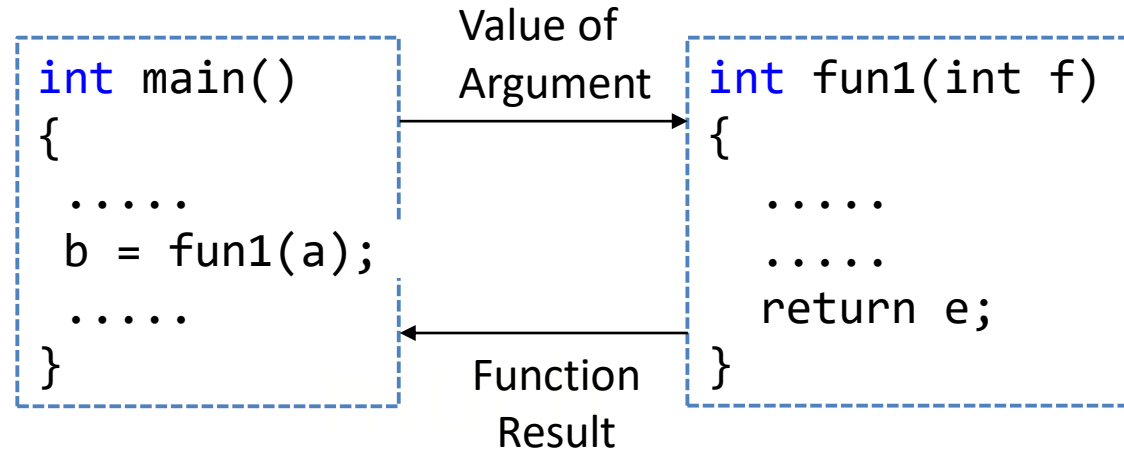 int main()
{
.....
b = fun1(a);
.....
}
Value of
Argument
int fun1(int f)
{
.....
.....
return e;
}
Function
Result